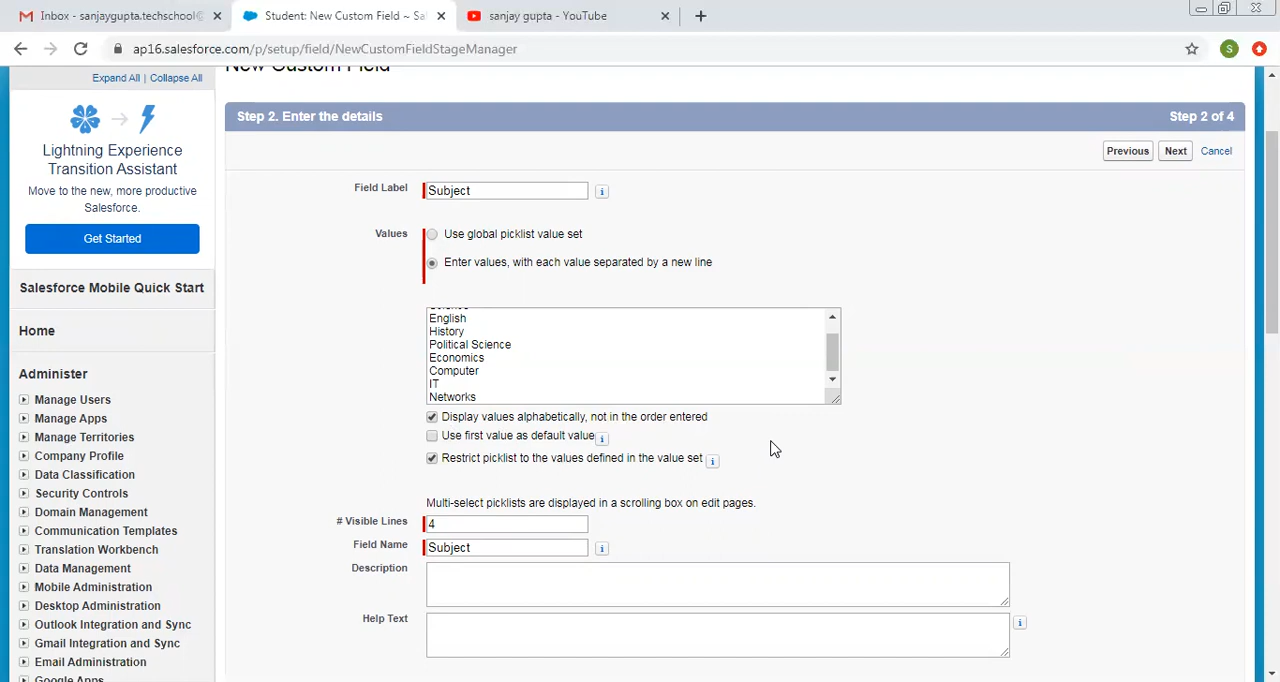 Inbox - sanjaygupta.techschool@
Student: New Custom Field ~ Sa
sanjay gupta - YouTube
ap16.salesforce.com/p/setup/field/NewCustomFieldStageManager
S
Expand All | Collapse All
New Custom Field
Lightning Experience
Transition Assistant
Move to the new, more productive
Salesforce.
Get Started
Salesforce Mobile Quick Start
Home
Administer
Manage Users
Manage Apps
Manage Territories
Company Profile
Data Classification
Security Controls
Domain Management
Communication Templates
Translation Workbench
Data Management
Mobile Administration
Desktop Administration
Outlook Integration and Sync
Gmail Integration and Sync
Email Administration
Google Apps
Step 2. Enter the details
Step 2 of 4
Previous
Next
Cancel
Field Label
Subject
Values
Use global picklist value set
Enter values, with each value separated by a new line
Science
English
History
Political Science
Economics
Computer
IT
Networks
Display values alphabetically, not in the order entered
Use first value as default value
Restrict picklist to the values defined in the value set
Multi-select picklists are displayed in a scrolling box on edit pages.
# Visible Lines
4
Field Name
Subject
Description
Help Text